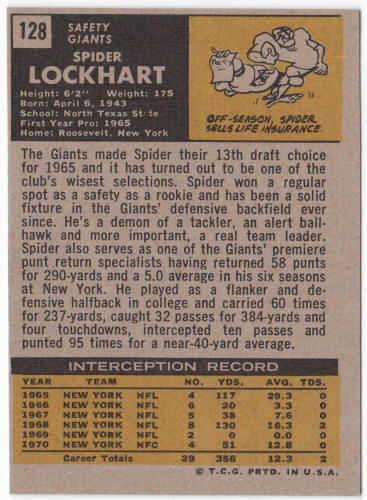 128
SAFETY
GIANTS
SPIDER
LOCKHART
Height: 6'2" Weight: 175
Born: April 6, 1943
School: North Texas State
First Year Pro: 1965
Home: Roosevelt, New York
OFF-SEASON, SPIDER
SELLS LIFE INSURANCE.
The Giants made Spider their 13th draft choice
for 1965 and it has turned out to be one of the
club's wisest selections. Spider won a regular
spot as a safety as a rookie and has been a solid
fixture in the Giants' defensive backfield ever
since. He's a demon of a tackler, an alert ball-
hawk and more important, a real team leader.
Spider also serves as one of the Giants' premiere
punt return specialists having returned 58 punts
for 290-yards and a 5.0 average in his six seasons
at New York. He played as a flanker and de-
fensive halfback in college and carried 60 times
for 237-yards, caught 32 passes for 384-yards and
four touchdowns, intercepted ten passes and
punted 95 times for a near-40-yard average.
INTERCEPTION RECORD
YEAR TEAM NO. YDS. AVG. TDS
1965 NEW YORK NFL 4 117 29.3 0
1966 NEW YORK NFL 6 20 3.3 0
1967 NEW YORK NFL 5 38 7.6 0
1968 NEW YORK NFL 8 130 16.3 2
1969 NEW YORK NFL 2 0 0.0 0
1970 NEW YORK NFC 4 51 12.8 0
Career Totals 29 356 12.3 2
© T.C.G. PRTD. IN U.S.A.